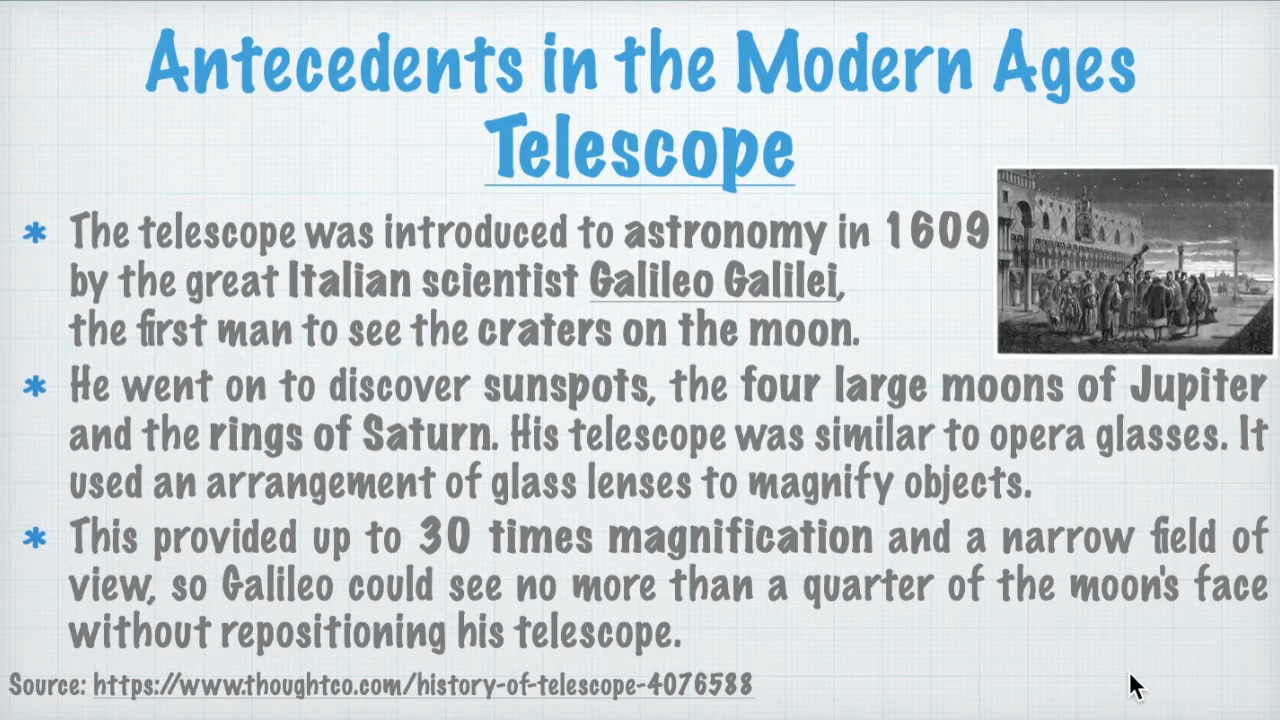 Antecedents in the Modern Ages
Telescope
* The telescope was introduced to astronomy in 1609
by the great Italian scientist Galileo Galilei,
the first man to see the craters on the moon.
* He went on to discover sunspots, the four large moons of Jupiter
and the rings of Saturn. His telescope was similar to opera glasses. It
used an arrangement of glass lenses to magnify objects.
* This provided up to 30 times magnification and a narrow field of
view, so Galileo could see no more than a quarter of the moon's face
without repositioning his telescope.
Source: https://www.thoughtco.com/history-of-telescope-4076588